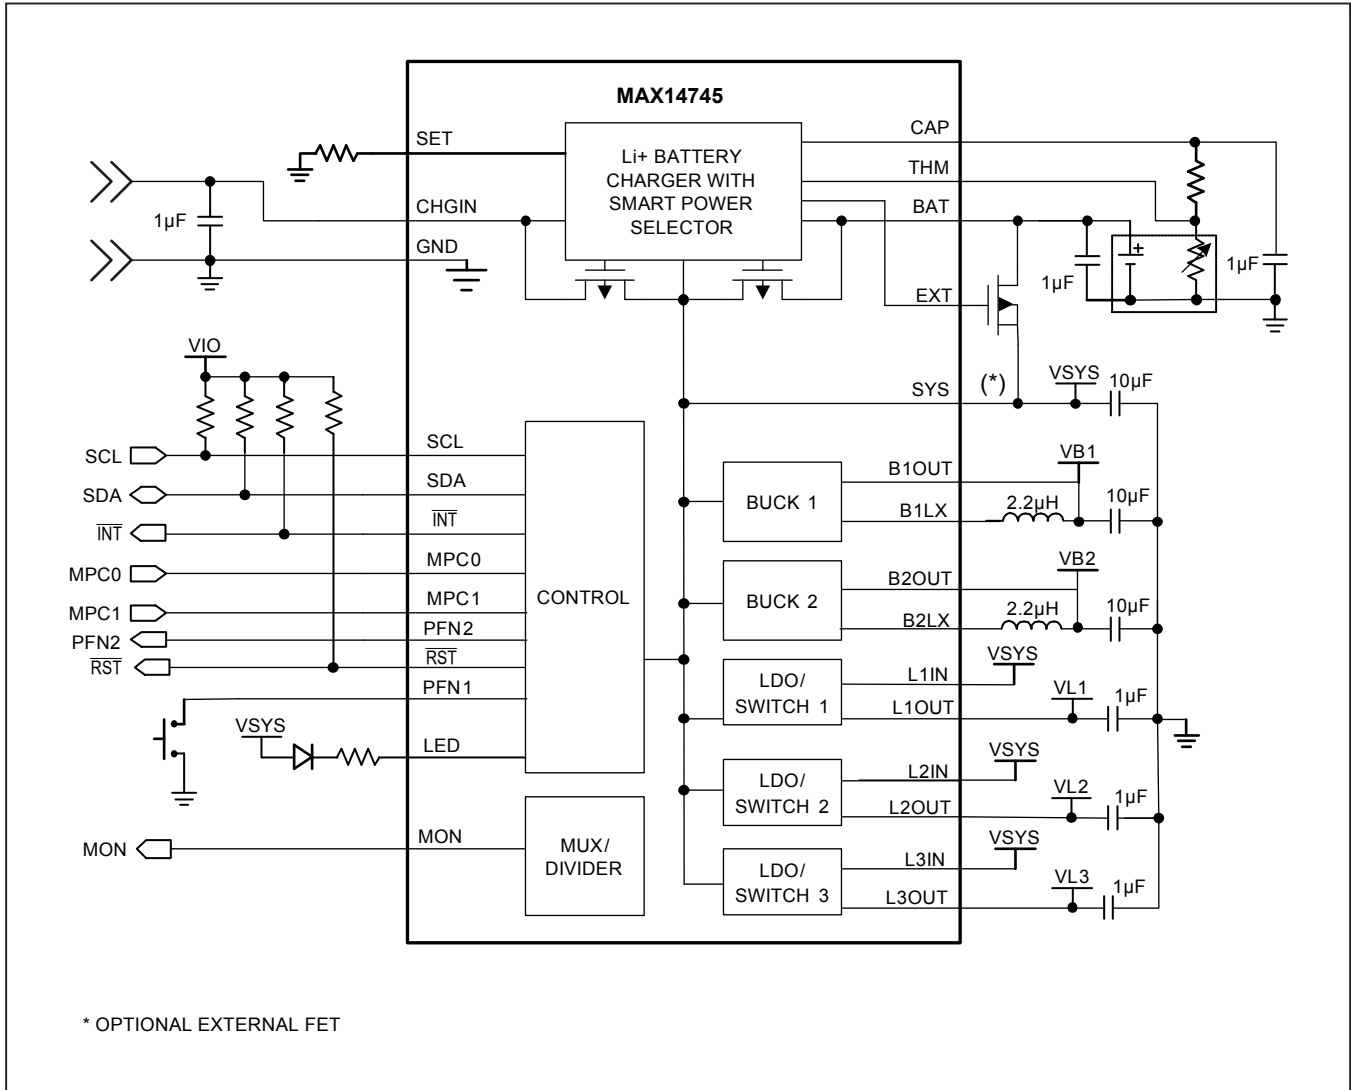 MAX14745
SET
CHGIN
GND
1µF
Li+ BATTERY
CHARGER WITH
SMART POWER
SELECTOR
CAP
THM
BAT
EXT
SYS
+
1µF
1µF
(*)
VSYS
10µF
VIO
SCL
SDA
INT
MPC0
MPC1
PFN2
RST
SCL
SDA
INT
MPC0
MPC1
PFN2
RST
PFN1
VSYS
LED
CONTROL
MON
MON
MUX/
DIVIDER
BUCK 1
B1OUT
B1LX
VB1
2.2µH
10µF
BUCK 2
B2OUT
B2LX
VB2
2.2µH
10µF
LDO/
SWITCH 1
L1IN
L1OUT
VSYS
VL1
1µF
LDO/
SWITCH 2
L2IN
L2OUT
VSYS
VL2
1µF
LDO/
SWITCH 3
L3IN
L3OUT
VSYS
VL3
1µF
* OPTIONAL EXTERNAL FET